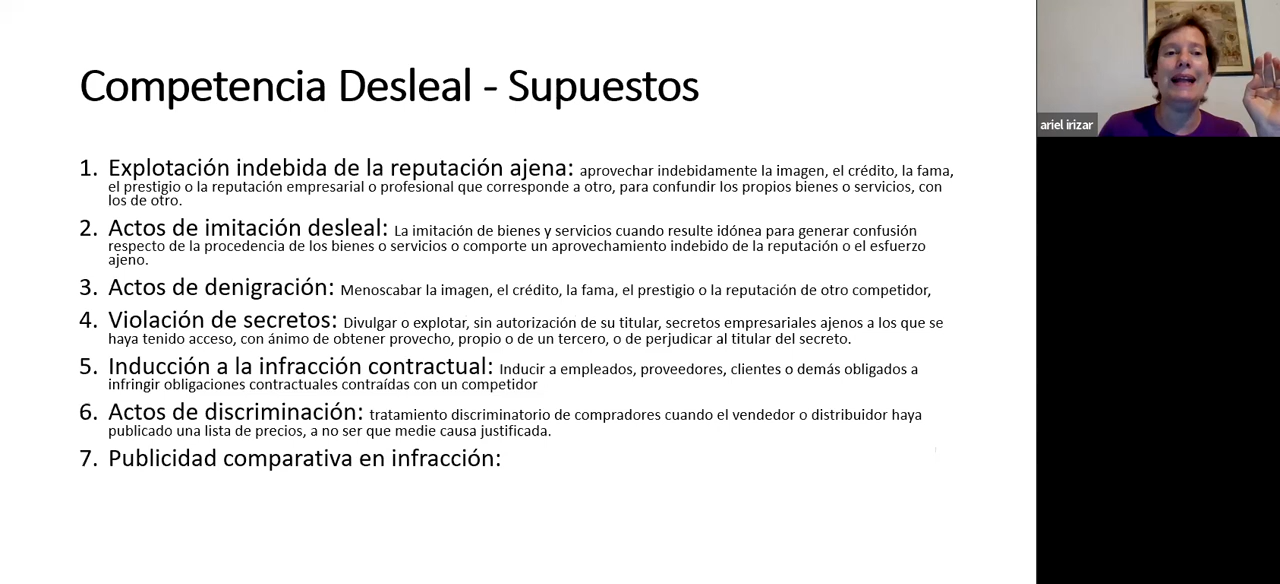 Competencia Desleal - Supuestos
1. Explotación indebida de la reputación ajena: aprovechar indebidamente la imagen, el crédito, la fama,
el prestigio o la reputación empresarial o profesional que corresponde a otro, para confundir los propios bienes o servicios, con
los de otro.
2. Actos de imitación desleal: La imitación de bienes y servicios cuando resulte idónea para generar confusión
respecto de la procedencia de los bienes o servicios o comporte un aprovechamiento indebido de la reputación o el esfuerzo
ajeno.
3. Actos de denigración: Menoscabar la imagen, el crédito, la fama, el prestigio o la reputación de otro competidor,
4. Violación de secretos: Divulgar o explotar, sin autorización de su titular, secretos empresariales ajenos a los que se
haya tenido acceso, con ánimo de obtener provecho, propio o de un tercero, o de perjudicar al titular del secreto.
5. Inducción a la infracción contractual: Inducir a empleados, proveedores, clientes o demás obligados a
infringir obligaciones contractuales contraídas con un competidor
6. Actos de discriminación: tratamiento discriminatorio de compradores cuando el vendedor o distribuidor haya
publicado una lista de precios, a no ser que medie causa justificada.
7. Publicidad comparativa en infracción:
ariel irizar